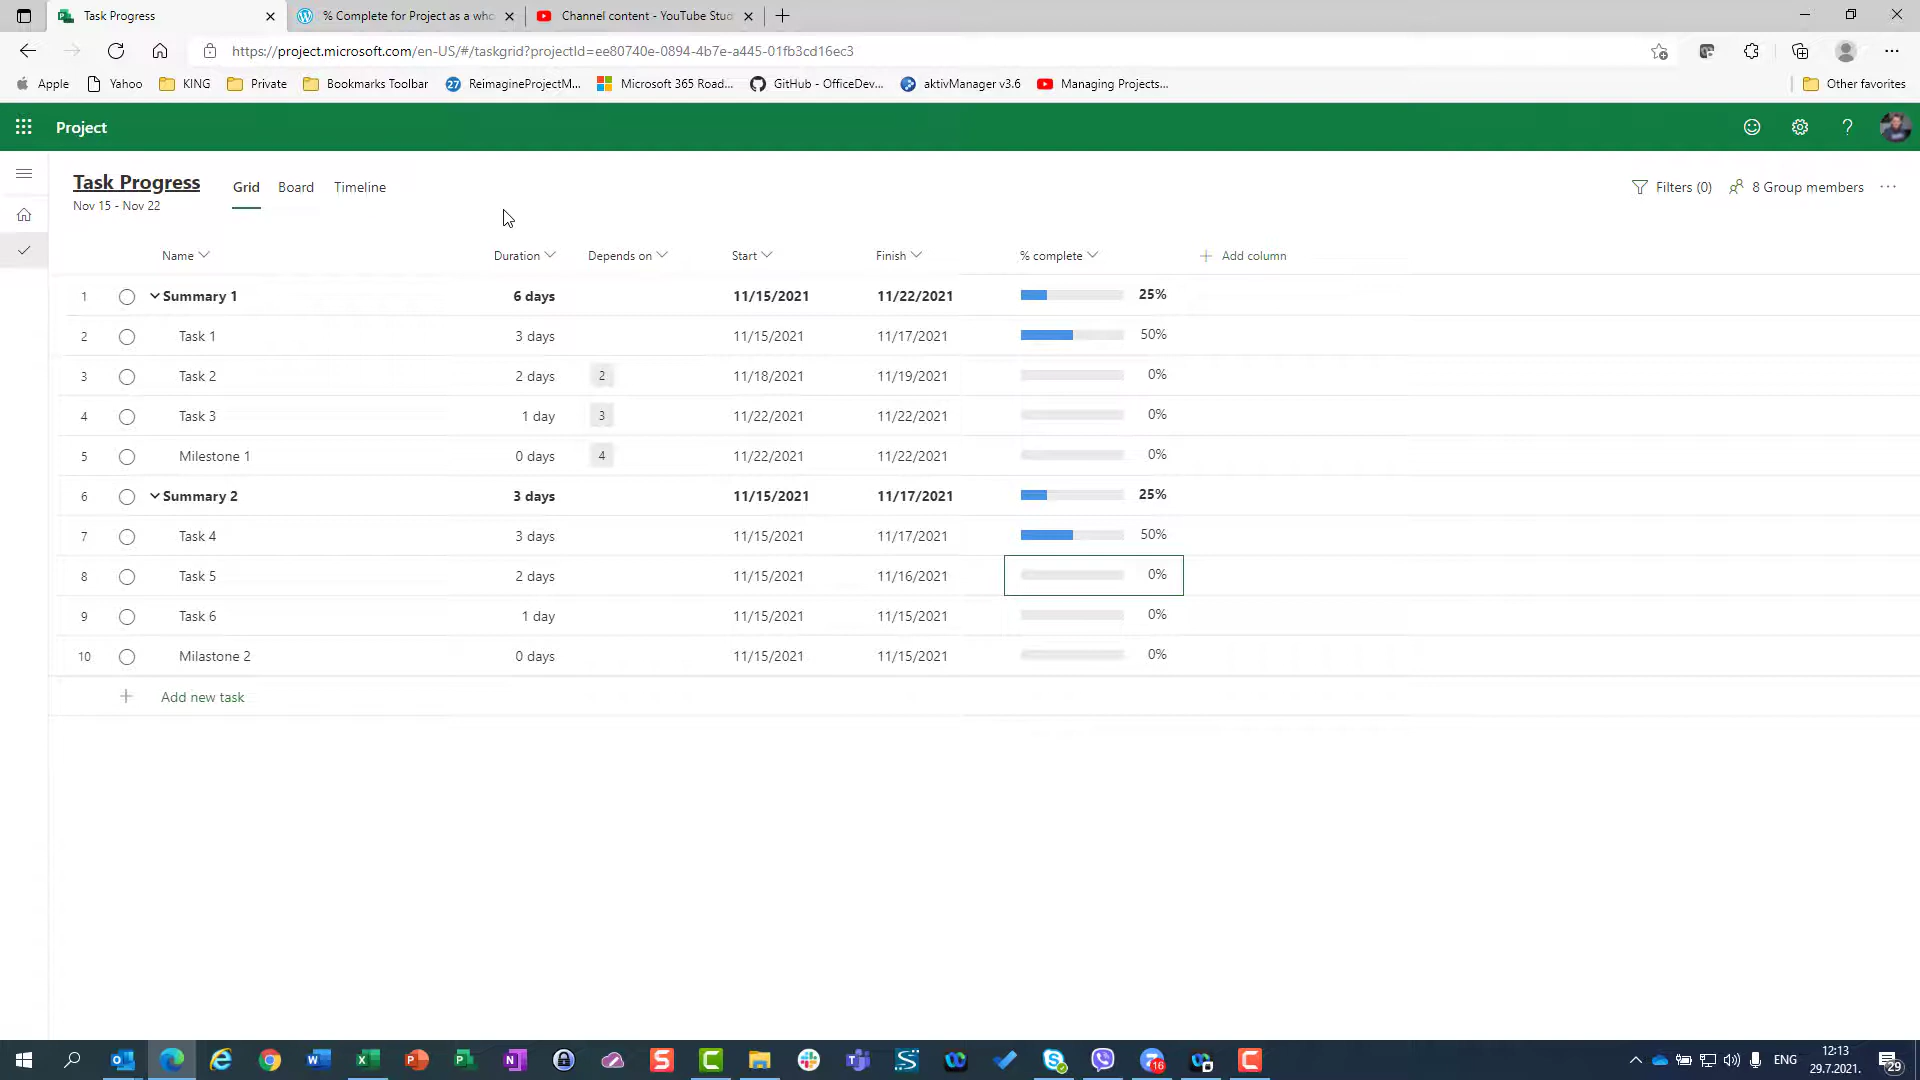 Task Progress
% Complete for Project as a who
Channel content - YouTube Stud
https://project.microsoft.com/en-US/#/taskgrid?projectId=ee80740e-0894-4b7e-a445-01fb3cd16ec3
Apple
Yahoo
KING
Private
Bookmarks Toolbar
27
ReimagineProjectM...
Microsoft 365 Road...
GitHub - OfficeDev...
aktivManager v3.6
Managing Projects...
Other favorites
Project
?
Task Progress
Nov 15 - Nov 22
Grid
Board
Timeline
Filters (0)
8 Group members
Name Duration Depends on Start Finish % complete Add column
1 Summary 1 6 days 11/15/2021 11/22/2021 25%
2 Task 1 3 days 11/15/2021 11/17/2021 50%
3 Task 2 2 days 2 11/18/2021 11/19/2021 0%
4 Task 3 1 day 3 11/22/2021 11/22/2021 0%
5 Milestone 1 0 days 4 11/22/2021 11/22/2021 0%
6 Summary 2 3 days 11/15/2021 11/17/2021 25%
7 Task 4 3 days 11/15/2021 11/17/2021 50%
8 Task 5 2 days 11/15/2021 11/16/2021 0%
9 Task 6 1 day 11/15/2021 11/15/2021 0%
10 Milastone 2 0 days 11/15/2021 11/15/2021 0%
Add new task
16
ENG
12:13
29.7.2021.
29